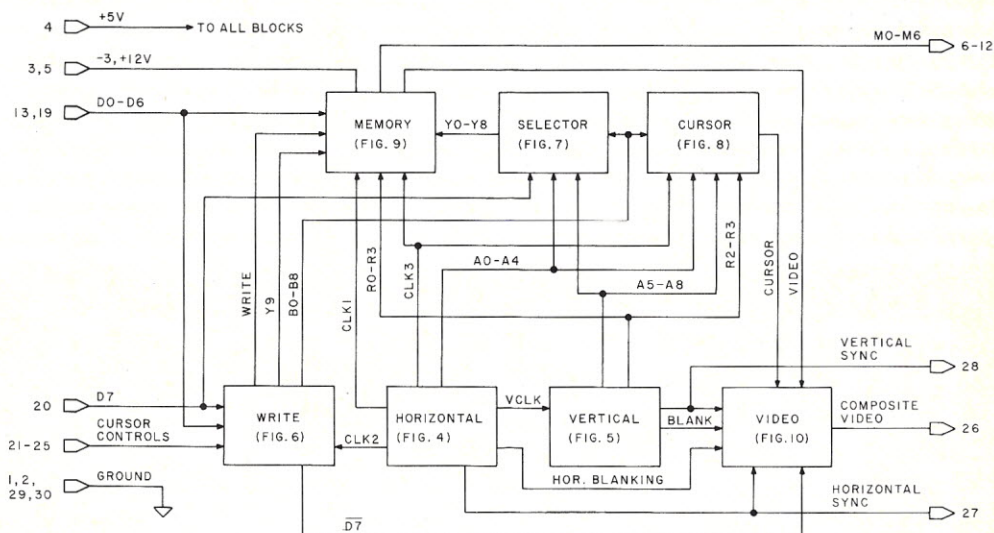 4 +5V TO ALL BLOCKS
3,5 -3,+12V
M0-M6 6-12
13,19 D0-D6
MEMORY
(FIG. 9)
Y0-Y8
SELECTOR
(FIG. 7)
CURSOR
(FIG. 8)
WRITE
Y9
B0-B8
CLK1
R0-R3
CLK3
A0-A4
A5-A8
R2-R3
CURSOR
VIDEO
20 D7
21-25 CURSOR
CONTROLS
1,2,
29,30 GROUND
WRITE
(FIG. 6)
CLK2
HORIZONTAL
(FIG. 4)
VCLK
VERTICAL
(FIG. 5)
BLANK
HOR. BLANKING
VIDEO
(FIG. 10)
VERTICAL
SYNC 28
COMPOSITE
VIDEO 26
HORIZONTAL
SYNC 27
D7